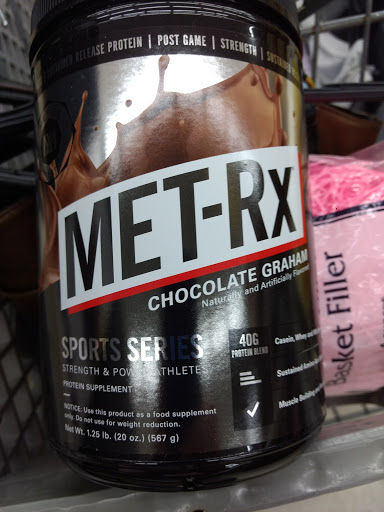 RELEASE PROTEIN | POST GAME | STRENGTH |
MET-Rx
CHOCOLATE GRAHAM
Naturally and Artificially Flavored
SPORTS SERIES
STRENGTH & POWER ATHLETES
PROTEIN SUPPLEMENT
NOTICE: Use this product as a food supplement
only. Do not use for weight reduction.
Net Wt. 1.25 lb. (20 oz.) (567 g)
40G
PROTEIN BLEND
Casein, Whey
Sustained Amino
Muscle Building
Basket Filler